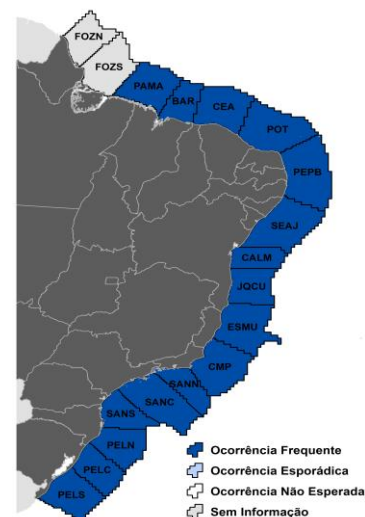 FOZN
FOZS
PAMA
BAR
CEA
POT
PEPB
SEAJ
CALM
JQCU
ESMU
CMP
SANN
SANC
SANS
PELN
PELC
PELS
Ocorrência Frequente
Ocorrência Esporádica
Ocorrência Não Esperada
Sem Informação